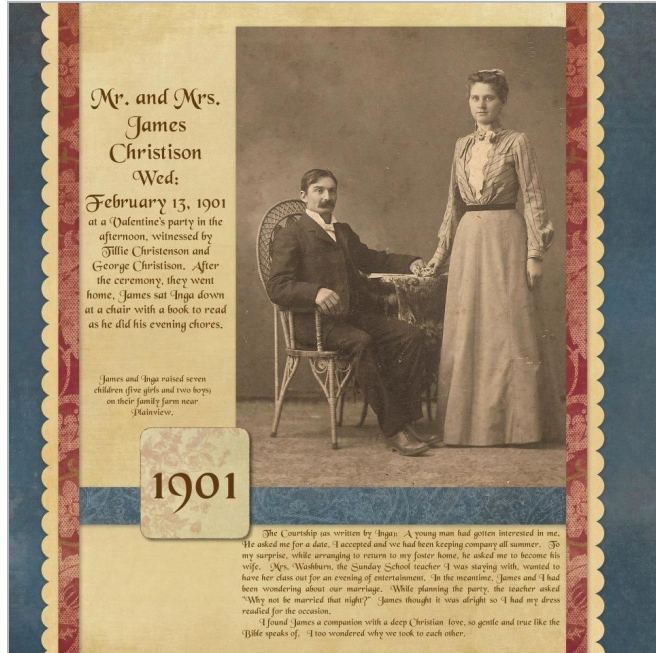 Mr. and Mrs.
James
Christison
Wed:
February 13, 1901
at a Valentine's party in the
afternoon, witnessed by
Tillie Christenson and
George Christison. After
the ceremony, they went
home, James sat Inga down
at a chair with a book to read
as he did his evening chores.
James and Inga raised seven
children (five girls and two boys)
on their family farm near
Plainview.
1901
The Courtship (as written by Inga): A young man had gotten interested in me.
He asked me for a date, I accepted and we had been keeping company all summer. To
my surprise, while arranging to return to my foster home, he asked me to become his
wife. Mrs. Washburn, the Sunday School teacher I was staying with, wanted to
have her class out for an evening of entertainment. In the meantime, James and I had
been wondering about our marriage. While planning the party, the teacher asked
"Why not be married that night?" James thought it was alright so I had my dress
readied for the occasion.
I found James a companion with a deep Christian love, so gentle and true like the
Bible speaks of. I too wondered why we took to each other.